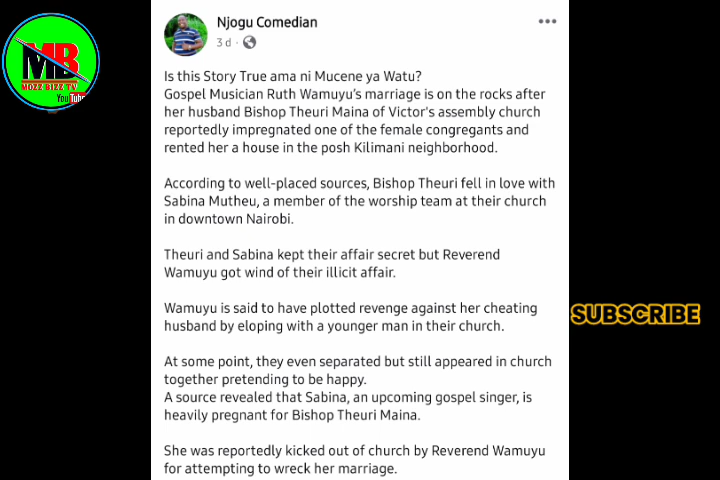 MB
MOZZ BIZZ TV
YouTube
Njogu Comedian
3 d ·
Is this Story True ama ni Mucene ya Watu?
Gospel Musician Ruth Wamuyu's marriage is on the rocks after
her husband Bishop Theuri Maina of Victor's assembly church
reportedly impregnated one of the female congregants and
rented her a house in the posh Kilimani neighborhood.
According to well-placed sources, Bishop Theuri fell in love with
Sabina Mutheu, a member of the worship team at their church
in downtown Nairobi.
Theuri and Sabina kept their affair secret but Reverend
Wamuyu got wind of their illicit affair.
Wamuyu is said to have plotted revenge against her cheating
husband by eloping with a younger man in their church.
SUBSCRIBE
At some point, they even separated but still appeared in church
together pretending to be happy.
A source revealed that Sabina, an upcoming gospel singer, is
heavily pregnant for Bishop Theuri Maina.
She was reportedly kicked out of church by Reverend Wamuyu
for attempting to wreck her marriage.